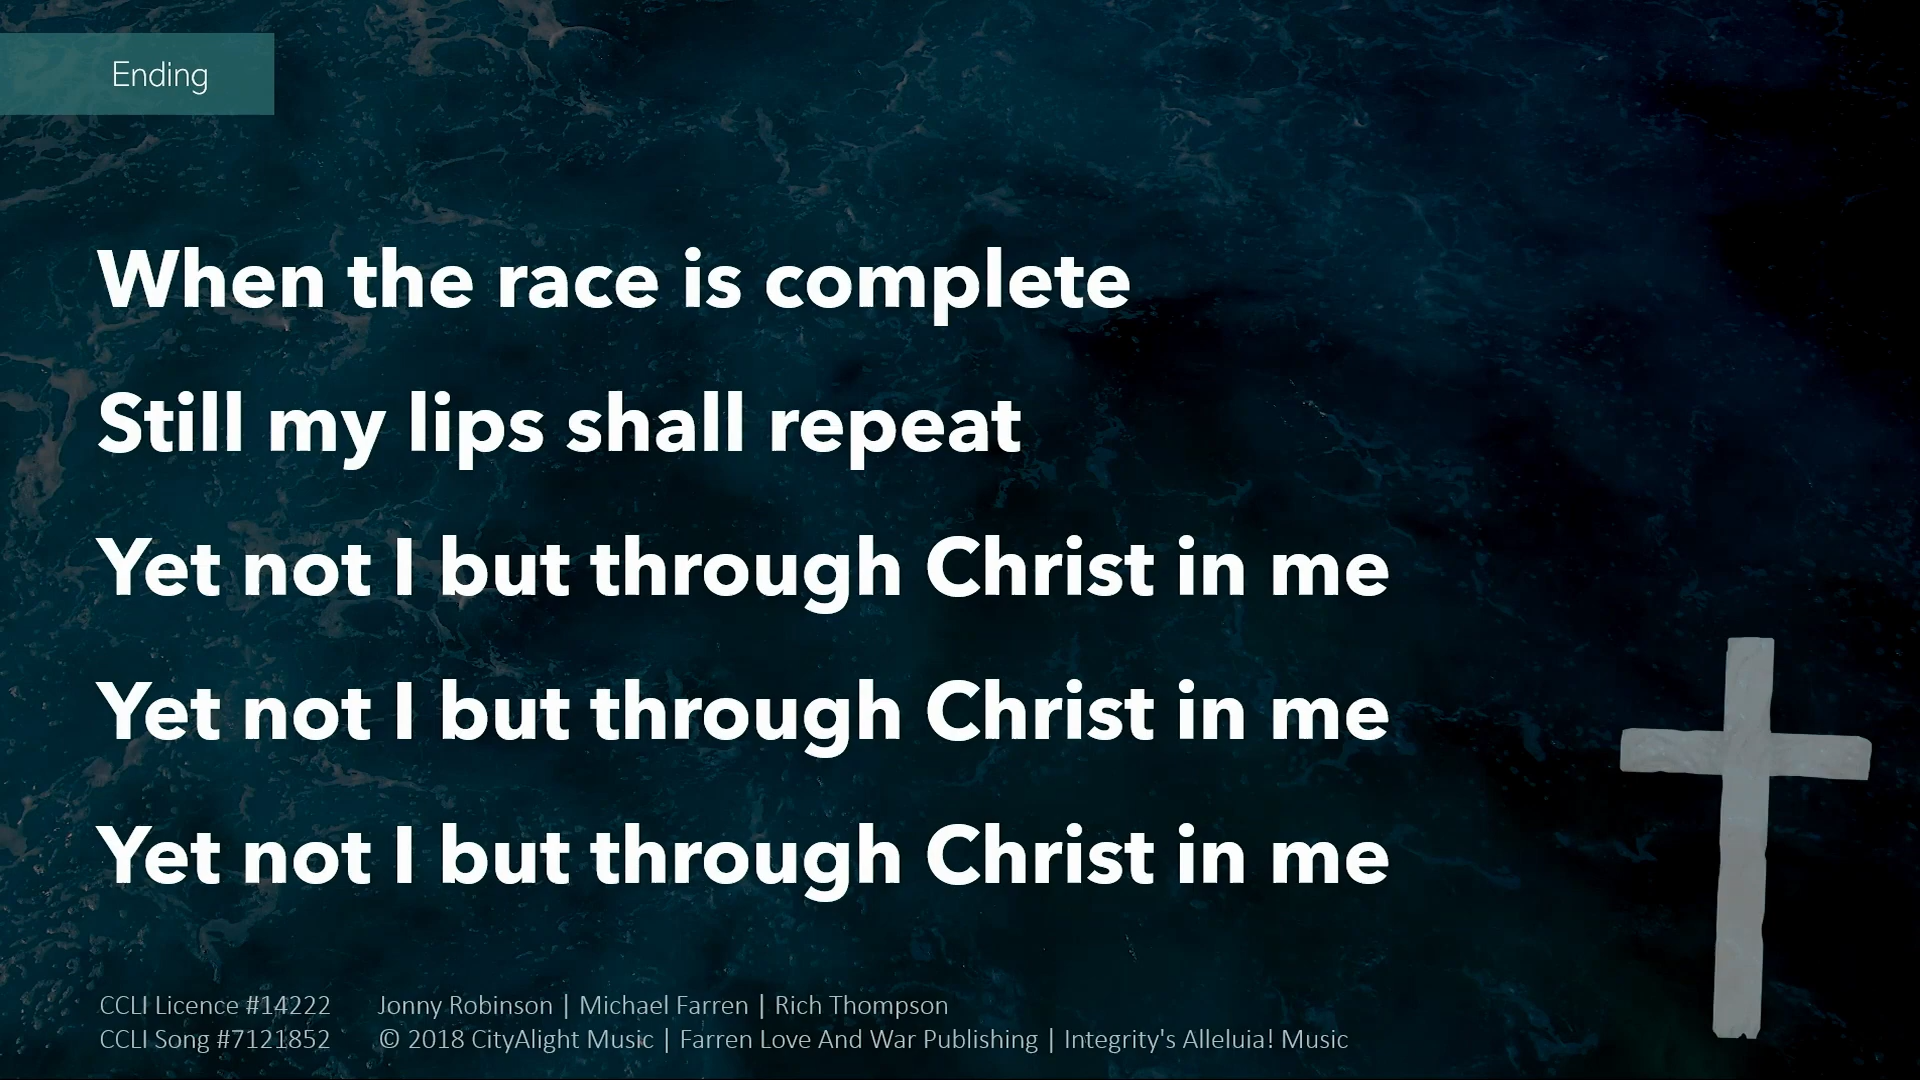 Ending
When the race is complete
Still my lips shall repeat
Yet not I but through Christ in me
Yet not I but through Christ in me
Yet not I but through Christ in me
CCLI Licence #14222 Jonny Robinson | Michael Farren | Rich Thompson
CCLI Song #7121852 © 2018 CityAlight Music | Farren Love And War Publishing | Integrity's Alleluia! Music